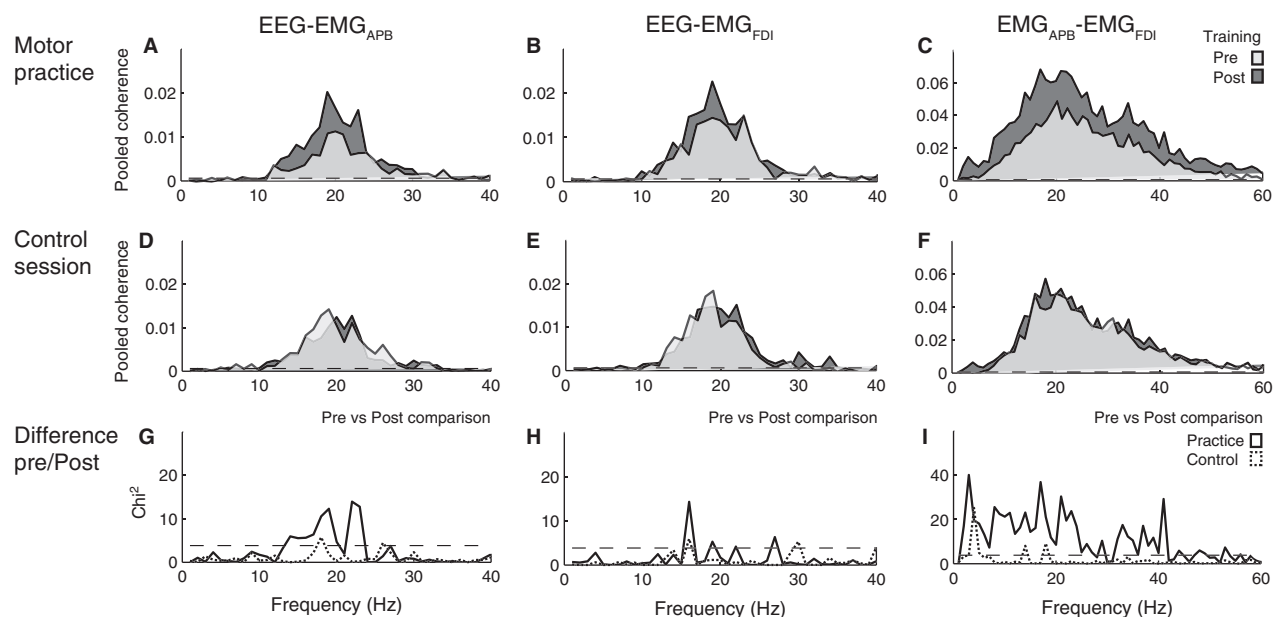 EEG-EMG_APB EEG-EMG_FDI EMG_APB-EMG_FDI
Motor practice
A
B
C
Training
Pre
Post
Pooled coherence
0.02
0.01
0
0 10 20 30 40
0.02
0.01
0
0 10 20 30 40
0.06
0.04
0.02
0
0 20 40 60
Control session
D
E
F
Pooled coherence
0.02
0.01
0
0 10 20 30 40
0.02
0.01
0
0 10 20 30 40
0.06
0.04
0.02
0
0 20 40 60
Pre vs Post comparison
Pre vs Post comparison
Difference pre/Post
G
H
I
Practice
Control
Chi²
20
10
0
0 10 20 30 40
20
10
0
0 10 20 30 40
40
20
0
0 20 40 60
Frequency (Hz) Frequency (Hz) Frequency (Hz)